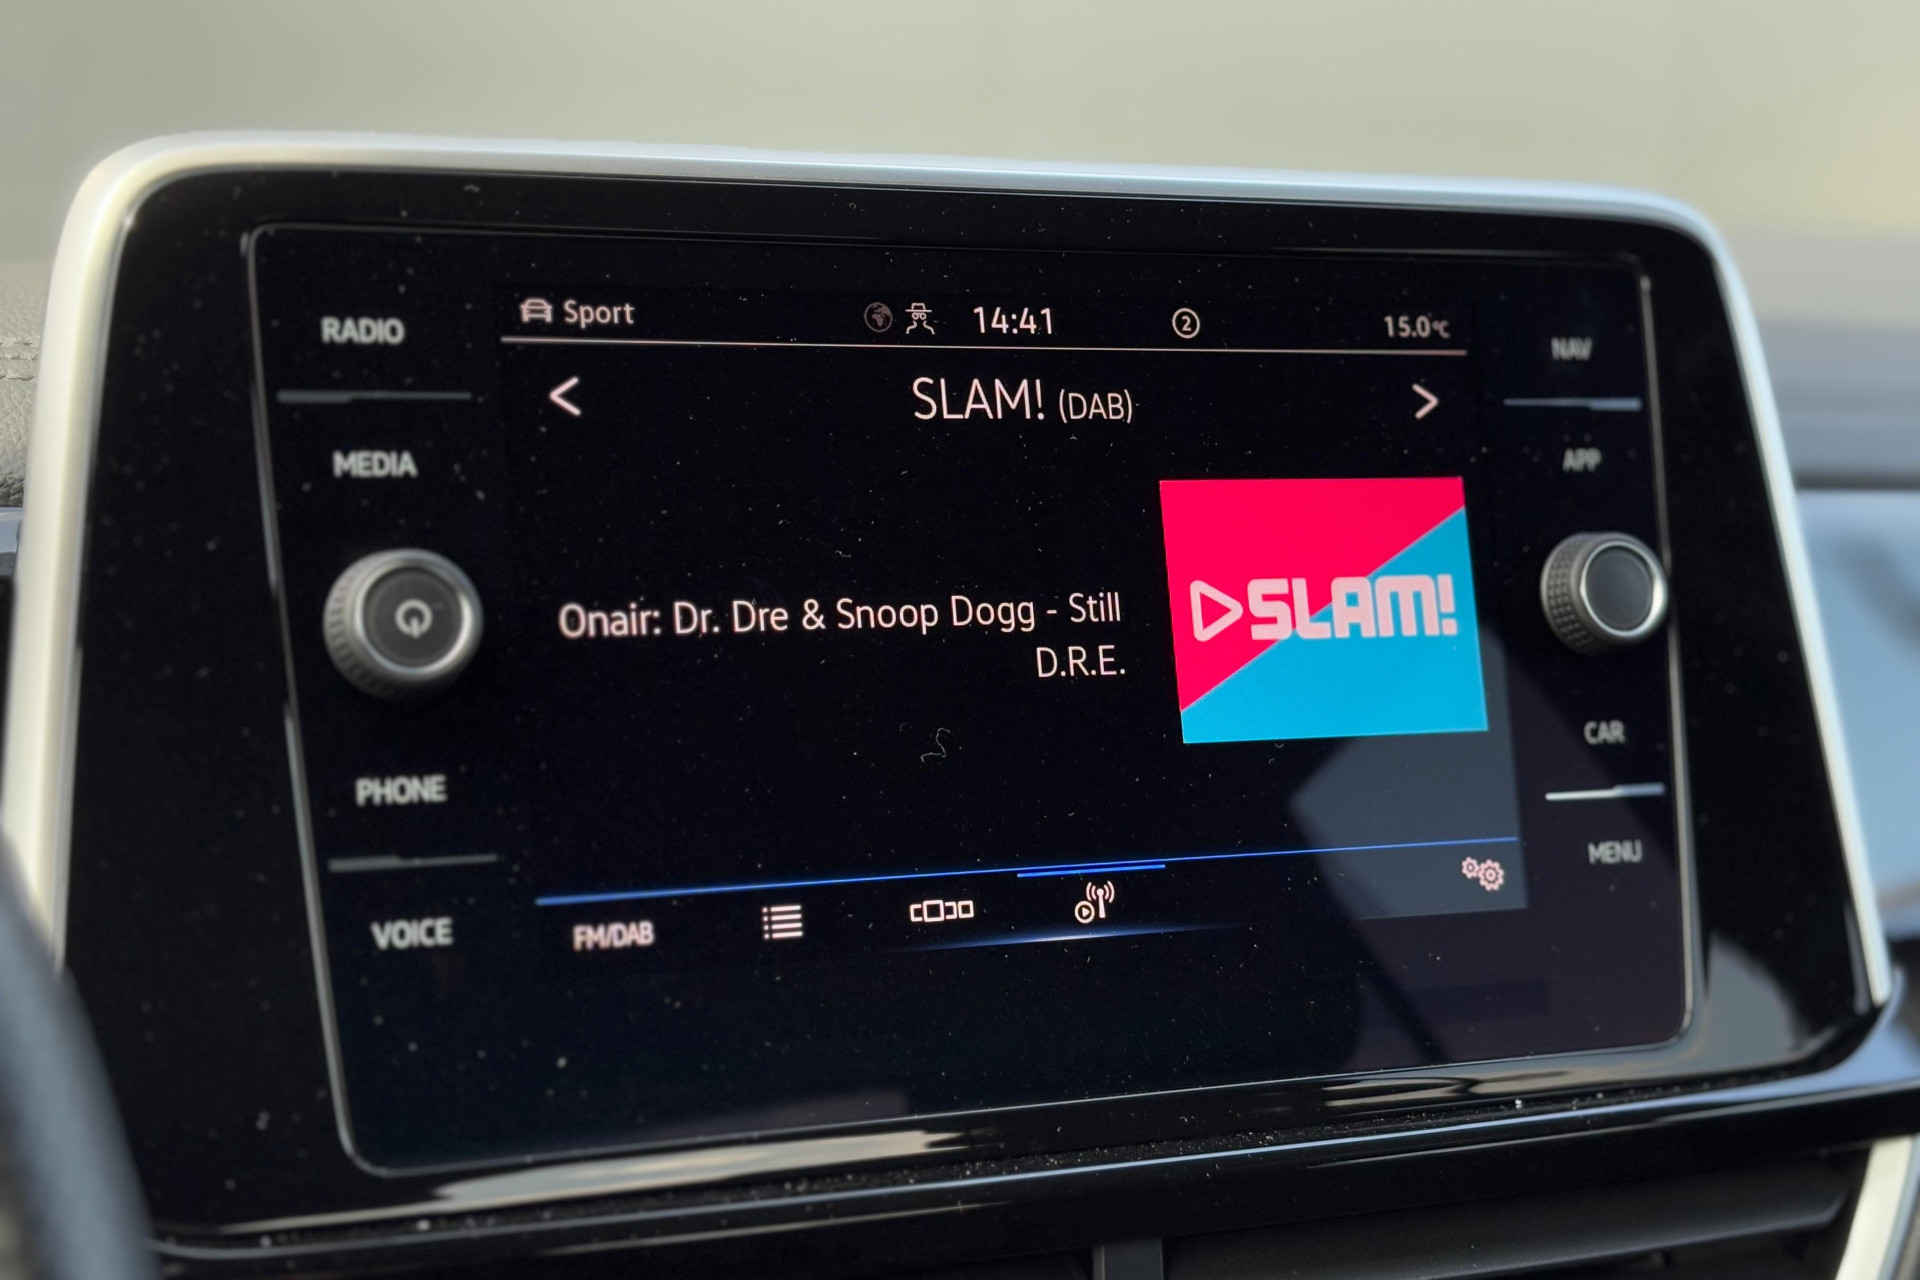 RADIO
MEDIA
PHONE
VOICE
Sport
14:41
2
15.0°C
< SLAM! (DAB) >
Onair: Dr. Dre & Snoop Dogg - Still
D.R.E.
SLAM!
FM/DAB
NAV
APP
CAR
MENU